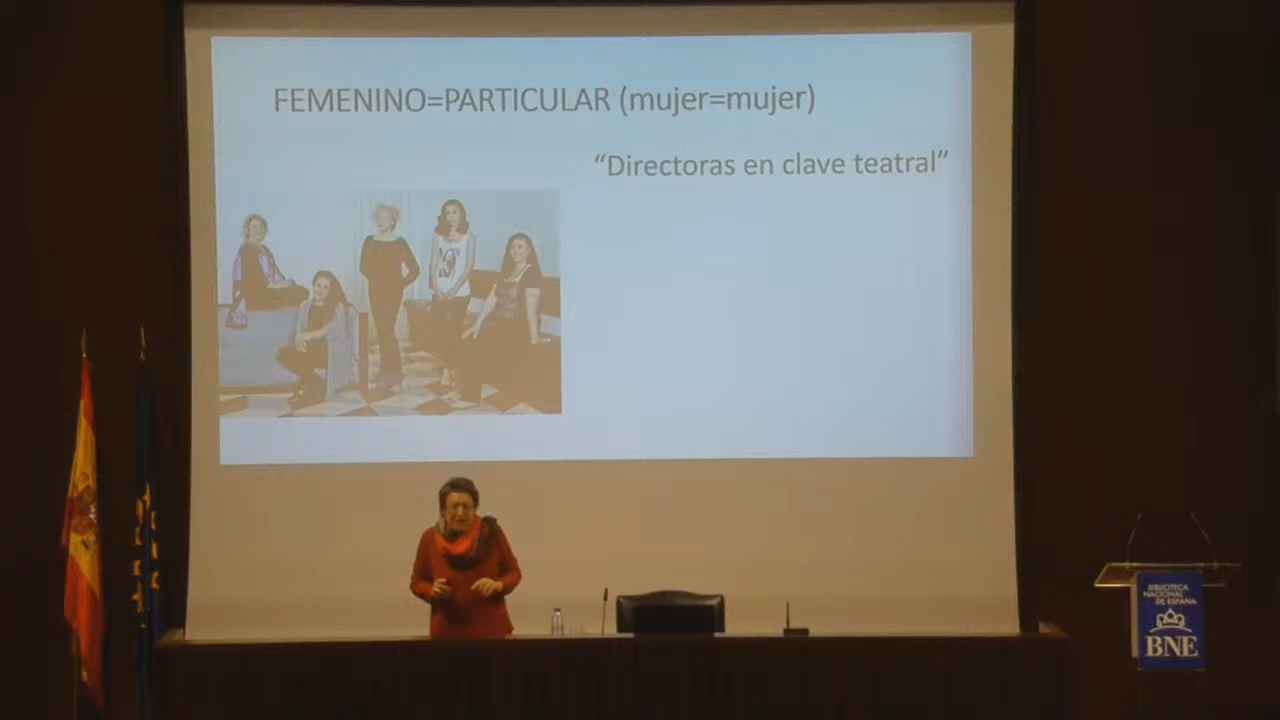 FEMENINO=PARTICULAR (mujer=mujer)
“Directoras en clave teatral”
BIBLIOTECA
NACIONAL
DE ESPAÑA
BNE